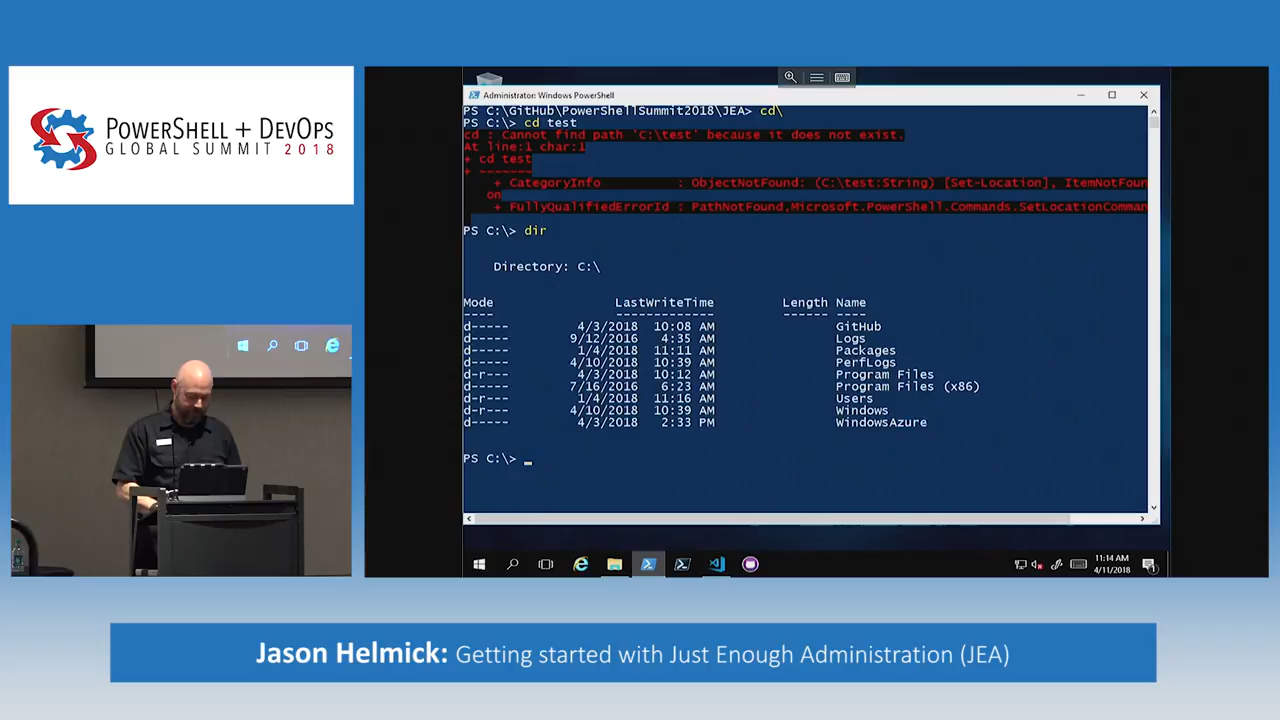 POWERSHELL + DEVOPS
GLOBAL SUMMIT 2018
Administrator: Windows PowerShell
PS C:\GitHub\PowerShellSummit2018\JEA> cd\
PS C:\> cd test
cd : Cannot find path 'C:\test' because it does not exist.
At line:1 char:1
+ cd test
+ ~~~~~~~
+ CategoryInfo : ObjectNotFound: (C:\test:String) [Set-Location], ItemNotFoun
on
+ FullyQualifiedErrorId : PathNotFound,Microsoft.PowerShell.Commands.SetLocationComman
PS C:\> dir
Directory: C:\
Mode LastWriteTime Length Name
---- ------------- ------ ----
d----- 4/3/2018 10:08 AM GitHub
d----- 9/12/2016 4:35 AM Logs
d----- 1/4/2018 11:11 AM Packages
d----- 4/10/2018 10:39 AM PerfLogs
d-r--- 4/3/2018 10:12 AM Program Files
d----- 7/16/2016 6:23 AM Program Files (x86)
d-r--- 1/4/2018 11:16 AM Users
d----- 4/10/2018 10:39 AM Windows
d----- 4/3/2018 2:33 PM WindowsAzure
PS C:\> _
11:14 AM
4/11/2018
Jason Helmick: Getting started with Just Enough Administration (JEA)